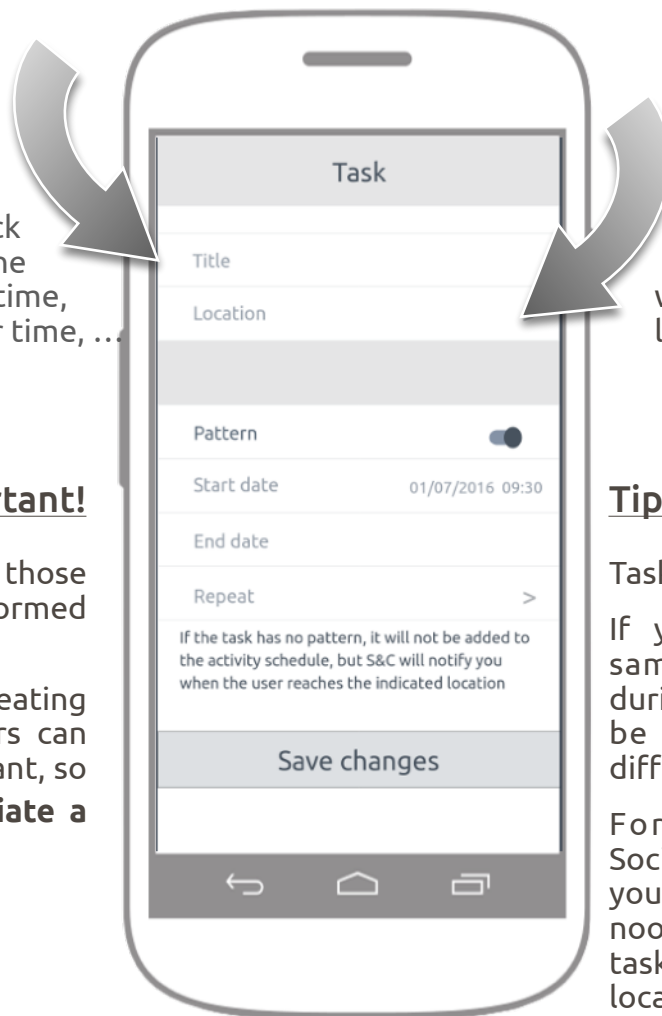 ck
ne
time,
r time, …
rtant!
those
ormed
eating
rs can
ant, so
iate a
Task
Title
Location
Pattern
Start date 01/07/2016 09:30
End date
Repeat >
If the task has no pattern, it will not be added to
the activity schedule, but S&C will notify you
when the user reaches the indicated location
Save changes
Tip
Task
If y
sam
duri
be
diff
For
Soc
you
noo
task
loca